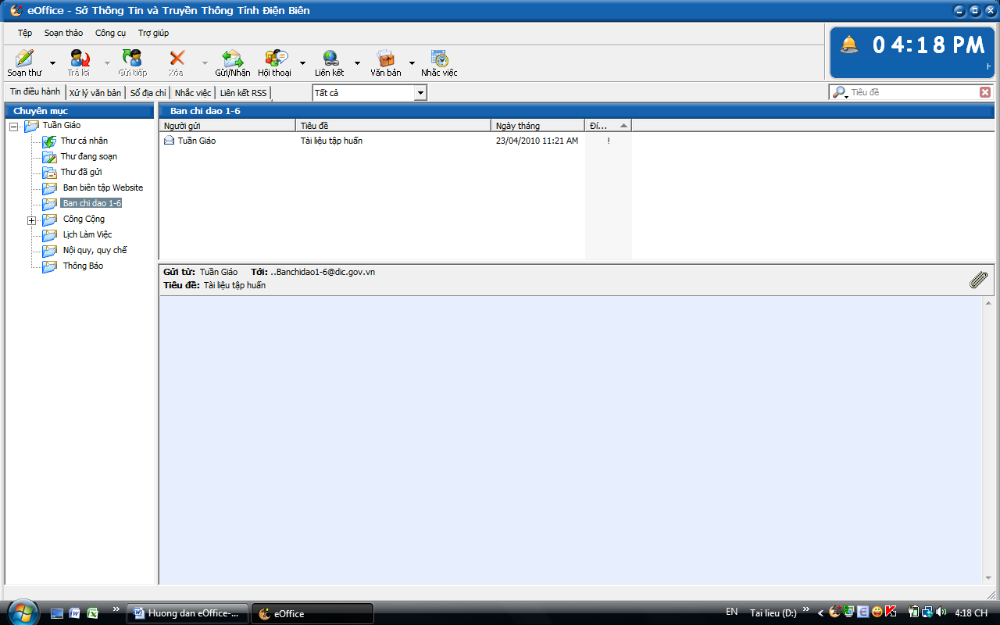 eOffice - Sở Thông Tin và Truyền Thông Tỉnh Điện Biên
Tệp Soạn thảo Công cụ Trợ giúp
04:18 PM
Soạn thư Trả lời Gửi tiếp Xóa Gửi/Nhận Hội thoại Liên kết Văn bản Nhắc việc
Tin điều hành Xử lý văn bản Sổ địa chỉ Nhắc việc Liên kết RSS Tất cả Tiêu đề
Chuyên mục
Tuần Giáo
Thư cá nhân
Thư đang soạn
Thư đã gửi
Ban biên tập Website
Ban chi dao 1-6
Công Cộng
Lịch Làm Việc
Nội quy, quy chế
Thông Báo
Ban chi dao 1-6
Người gửi Tiêu đề Ngày tháng Đí...
Tuần Giáo Tài liệu tập huấn 23/04/2010 11:21 AM !
Gửi từ: Tuần Giáo Tới: ..Banchidao1-6@dic.gov.vn
Tiêu đề: Tài liệu tập huấn
Huong dan eOffice-... eOffice EN Tai lieu (D:) 4:18 CH